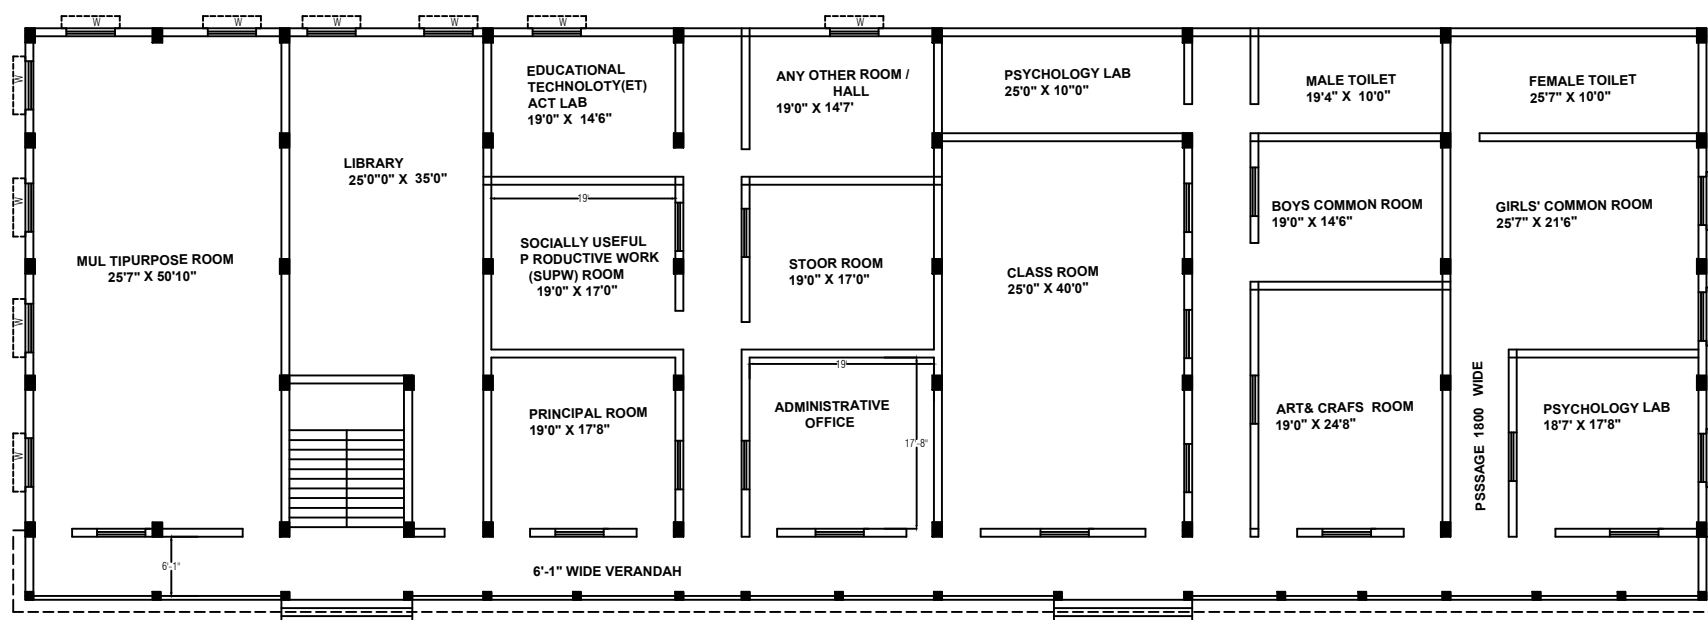 W
W
W
W
W
W
W
W
W
W
EDUCATIONAL
TECHNOLOTY(ET)
ACT LAB
19'0" X 14'6"
ANY OTHER ROOM /
HALL
19'0" X 14'7'
PSYCHOLOGY LAB
25'0" X 10"0"
MALE TOILET
19'4" X 10'0"
FEMALE TOILET
25'7" X 10'0"
LIBRARY
25'0"0" X 35'0"
19'
BOYS COMMON ROOM
19'0" X 14'6"
GIRLS' COMMON ROOM
25'7" X 21'6"
MUL TIPURPOSE ROOM
25'7" X 50'10"
SOCIALLY USEFUL
P RODUCTIVE WORK
(SUPW) ROOM
19'0" X 17'0"
STOOR ROOM
19'0" X 17'0"
CLASS ROOM
25'0" X 40'0"
19'
PRINCIPAL ROOM
19'0" X 17'8"
ADMINISTRATIVE
OFFICE
17'-8"
ART& CRAFS ROOM
19'0" X 24'8"
PSSSAGE 1800 WIDE
PSYCHOLOGY LAB
18'7' X 17'8"
6'-1"
6'-1" WIDE VERANDAH